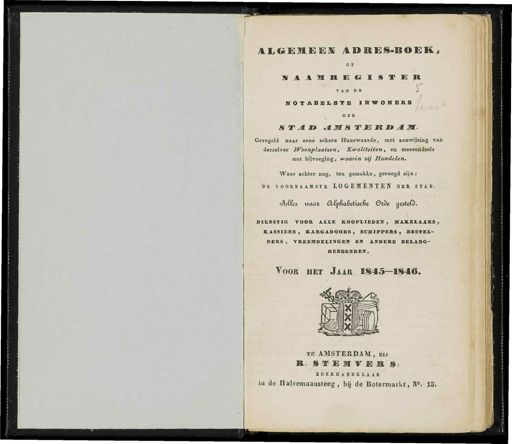 ALGEMEEN ADRES-BOEK,
OF
NAAMREGISTER
VAN DE
NOTABELSTE INWONERS
DER
STAD AMSTERDAM.
Geregeld naar eene zekere Huurwaarde, met aanwijzing van
derzelver Woonplaatsen, Kwaliteiten, en meerendeels
met bijvoeging, waarin zij Handelen.
Waar achter nog, ten gemakke, gevoegd zijn:
DE VOORNAAMSTE LOGEMENTEN DER STAD.
Alles naar Alphabetische Orde gesteld.
DIENSTIG VOOR ALLE KOOPLIEDEN, MAKELAARS,
KASSIERS, KARGADOORS, SCHIPPERS, BESTEL-
DERS, VREEMDELINGEN EN ANDERE BELANG-
HEBBENDEN.
VOOR HET JAAR 1845—1846.
XXX
TE AMSTERDAM, BIJ
R. STEMVERS:
BOEKHANDELAAR
in de Halvemaansteeg, bij de Botermarkt, No. 13.